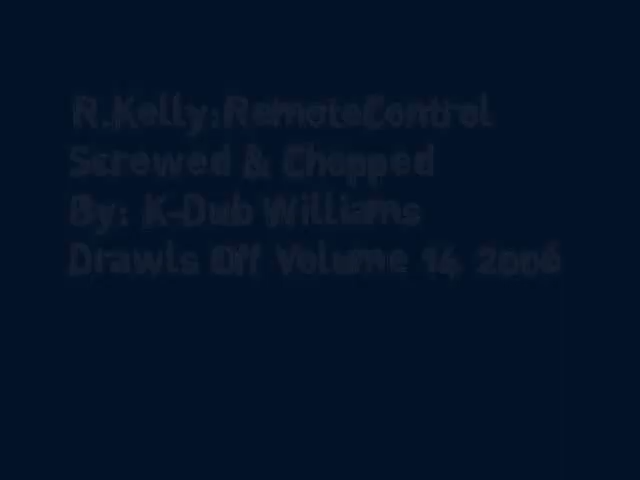 R.Kelly:RemoteControl
Screwed & Chopped
By: K-Dub Williams
Drawls Off Volume 14, 2006